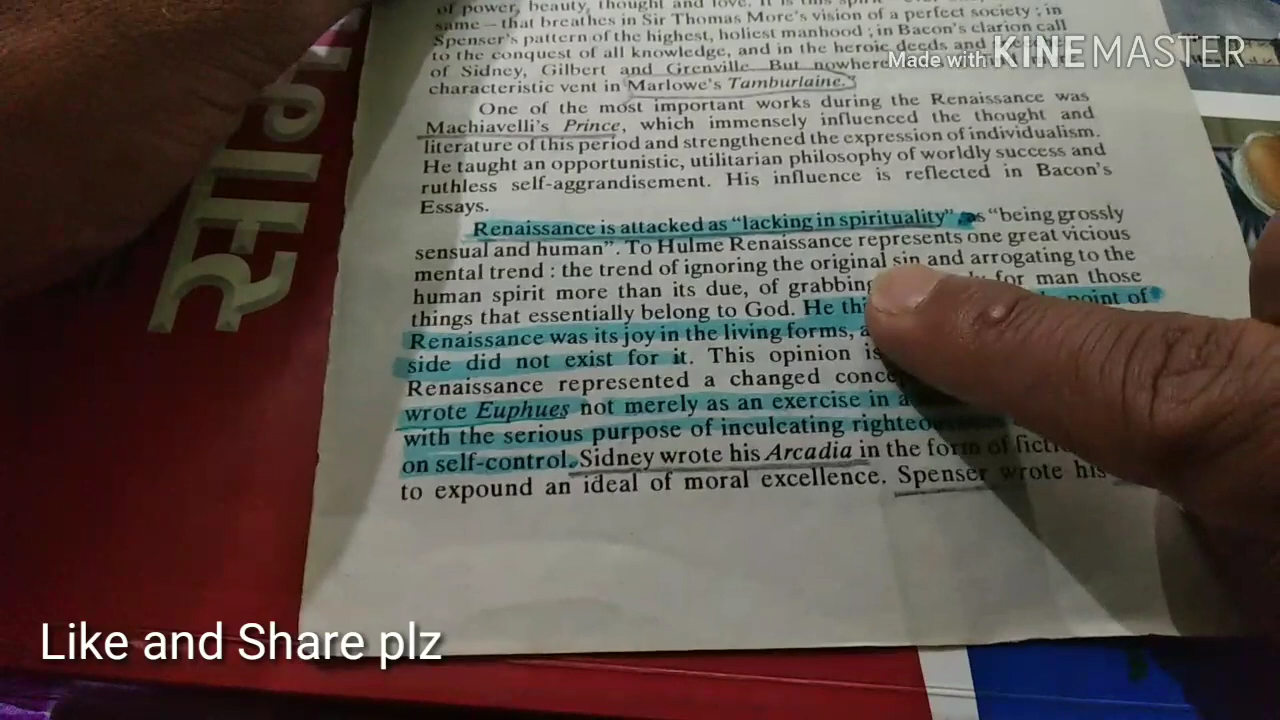 of power, beauty, thought and love. It is this
same — that breathes in Sir Thomas More's vision of a perfect society ; in
Spenser's pattern of the highest, holiest manhood ; in Bacon's clarion call
to the conquest of all knowledge, and in the heroic deeds and
of Sidney, Gilbert and Grenville. But nowhere
characteristic vent in Marlowe's Tamburlaine.
Made with KINEMASTER
One of the most important works during the Renaissance was
Machiavelli's Prince, which immensely influenced the thought and
literature of this period and strengthened the expression of individualism.
He taught an opportunistic, utilitarian philosophy of worldly success and
ruthless self-aggrandisement. His influence is reflected in Bacon's
Essays.
Renaissance is attacked as "lacking in spirituality" as "being grossly
sensual and human". To Hulme Renaissance represents one great vicious
mental trend : the trend of ignoring the original sin and arrogating to the
human spirit more than its due, of grabbing for man those
things that essentially belong to God. He point of
Renaissance was its joy in the living forms,
side did not exist for it. This opinion is
Renaissance represented a changed
wrote Euphues not merely as an exercise in
with the serious purpose of inculcating
on self-control. Sidney wrote his Arcadia in the form of
to expound an ideal of moral excellence. Spenser wrote his
Like and Share plz